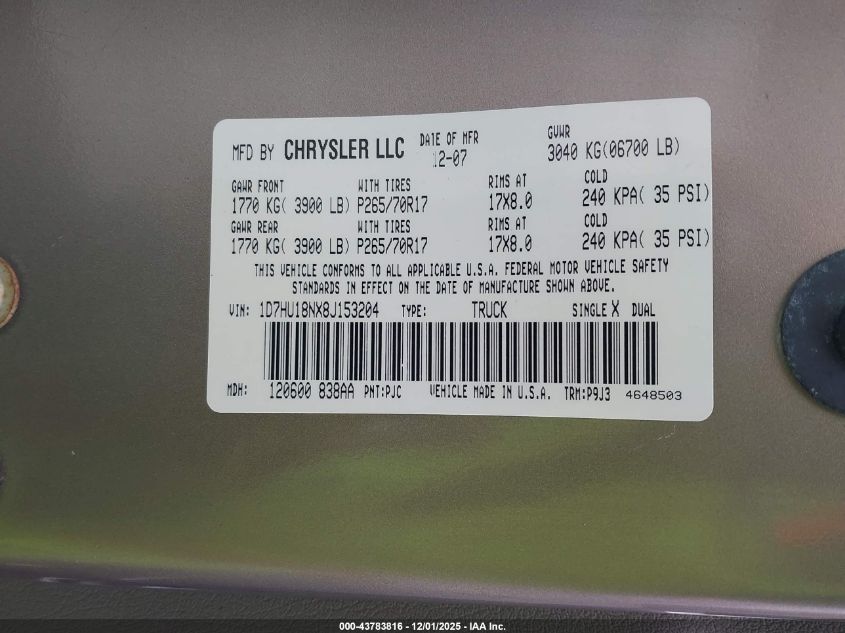 MFD BY CHRYSLER LLC DATE OF MFR 12-07 GVWR 3040 KG(06700 LB)
GAWR FRONT WITH TIRES RIMS AT COLD
1770 KG( 3900 LB) P265/70R17 17X8.0 240 KPA( 35 PSI)
GAWR REAR WITH TIRES RIMS AT COLD
1770 KG( 3900 LB) P265/70R17 17X8.0 240 KPA( 35 PSI)
THIS VEHICLE CONFORMS TO ALL APPLICABLE U.S.A. FEDERAL MOTOR VEHICLE SAFETY
STANDARDS IN EFFECT ON THE DATE OF MANUFACTURE SHOWN ABOVE.
VIN: 1D7HU18NX8J153204 TYPE: TRUCK SINGLE X DUAL
MDH: 120600 838AA PNT:PJC VEHICLE MADE IN U.S.A. TRM:P9J3 4648503
000-43783816 - 12/01/2025 - IAA Inc.